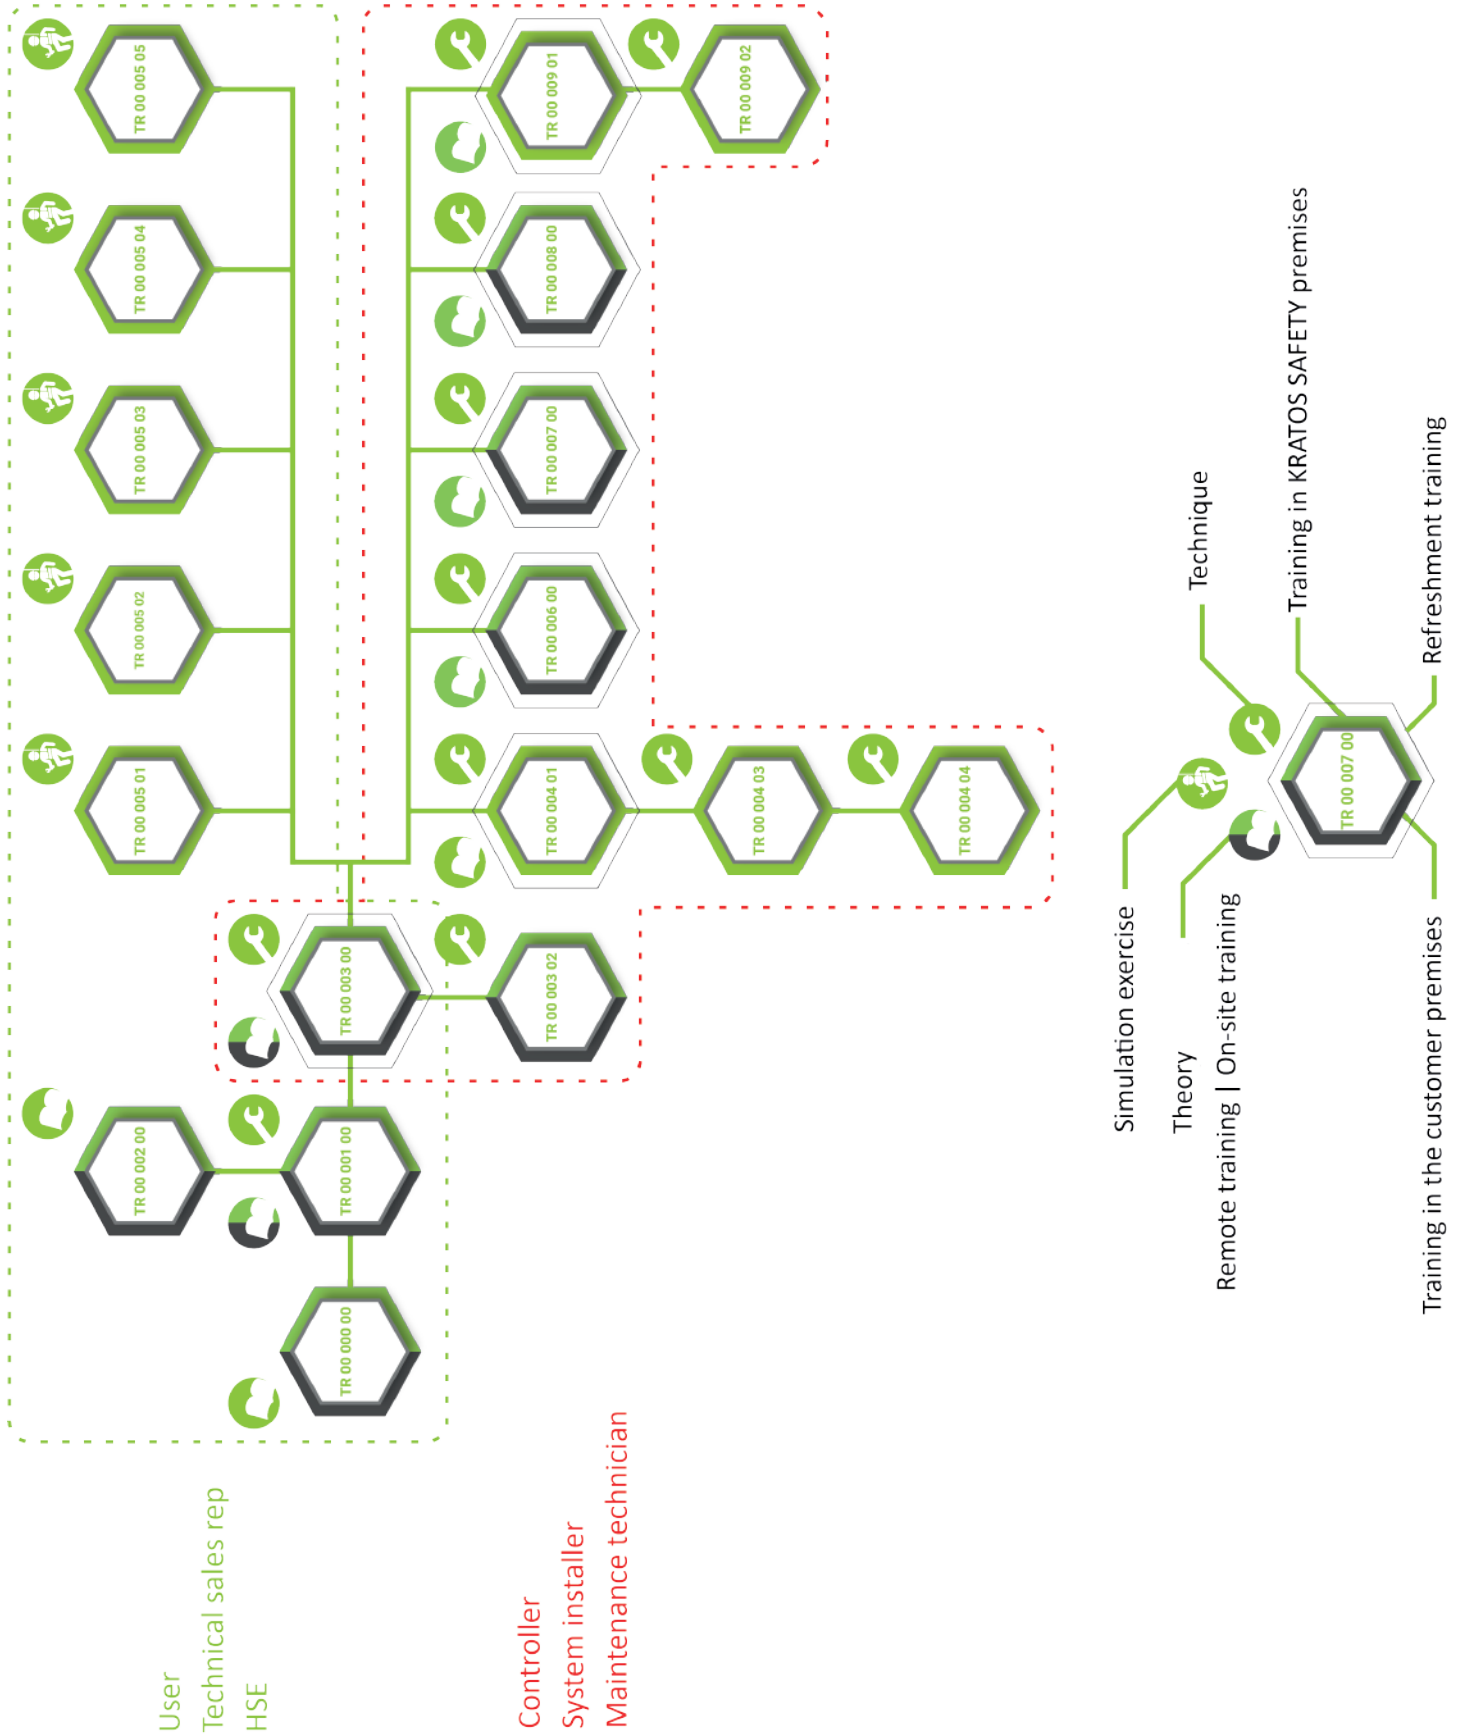 TR 00 002 00
TR 00 005 01
TR 00 005 02
TR 00 005 03
TR 00 005 04
TR 00 005 05
User
Technical sales rep
HSE
TR 00 000 00
TR 00 001 00
TR 00 003 00
Controller
System installer
Maintenance technician
TR 00 003 02
TR 00 004 01
TR 00 006 00
TR 00 007 00
TR 00 008 00
TR 00 009 01
TR 00 004 03
TR 00 009 02
TR 00 004 04
Simulation exercise
Technique
Theory
Remote training | On-site training
Training in KRATOS SAFETY premises
TR 00 007 00
Training in the customer premises
Refreshment training